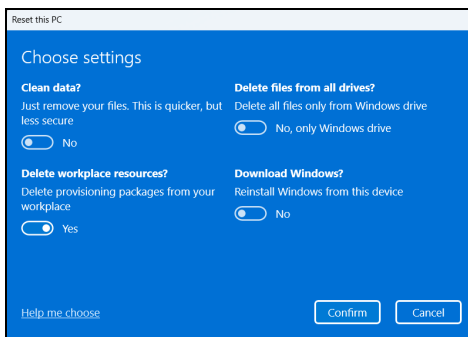 Reset this PC
Choose settings
Clean data?
Just remove your files. This is quicker, but
less secure
No
Delete files from all drives?
Delete all files only from Windows drive
No, only Windows drive
Delete workplace resources?
Delete provisioning packages from your
workplace
Yes
Download Windows?
Reinstall Windows from this device
No
Help me choose
Confirm
Cancel